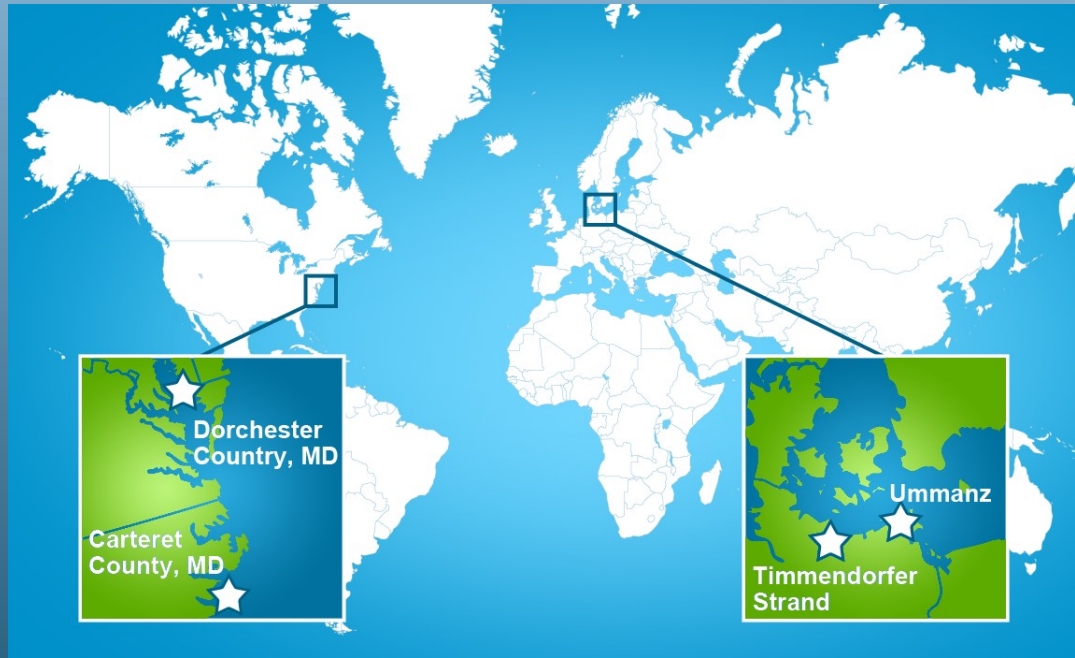 Dorchester
Country, MD
Carteret
County, MD
Ummanz
Timmendorfer
Strand